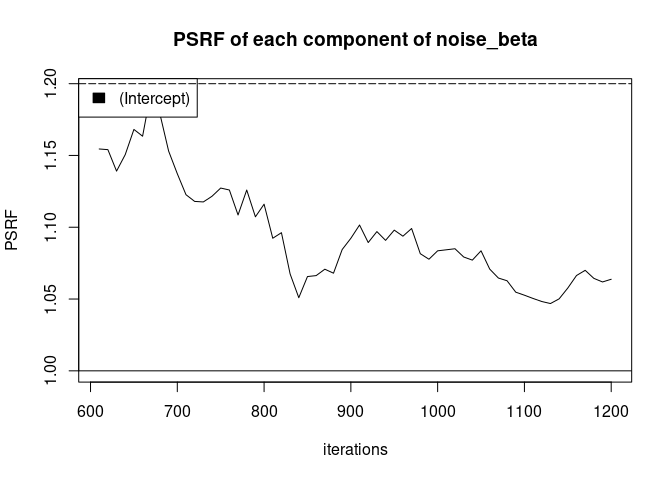 PSRF of each component of noise_beta
(Intercept)
PSRF
1.20
1.15
1.10
1.05
1.00
600 700 800 900 1000 1100 1200
iterations